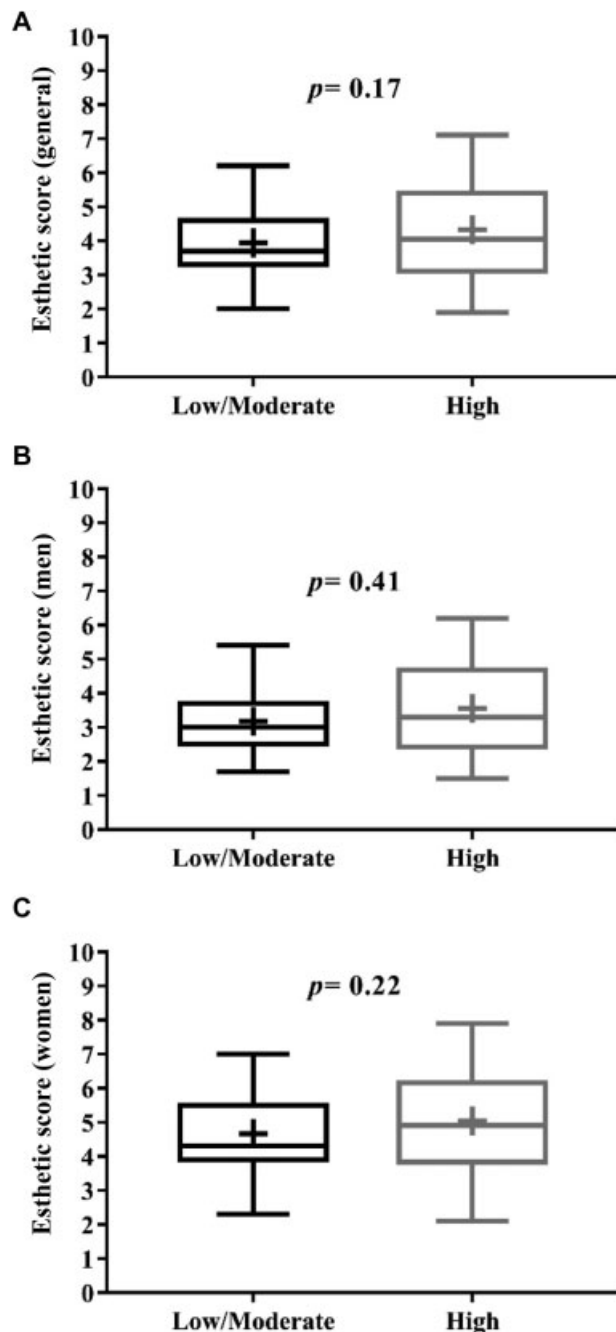 A
Esthetic score (general)
10
9
8
7
6
5
4
3
2
1
0
p= 0.17
Low/Moderate
High
B
Esthetic score (men)
10
9
8
7
6
5
4
3
2
1
0
p= 0.41
Low/Moderate
High
C
Esthetic score (women)
10
9
8
7
6
5
4
3
2
1
0
p= 0.22
Low/Moderate
High